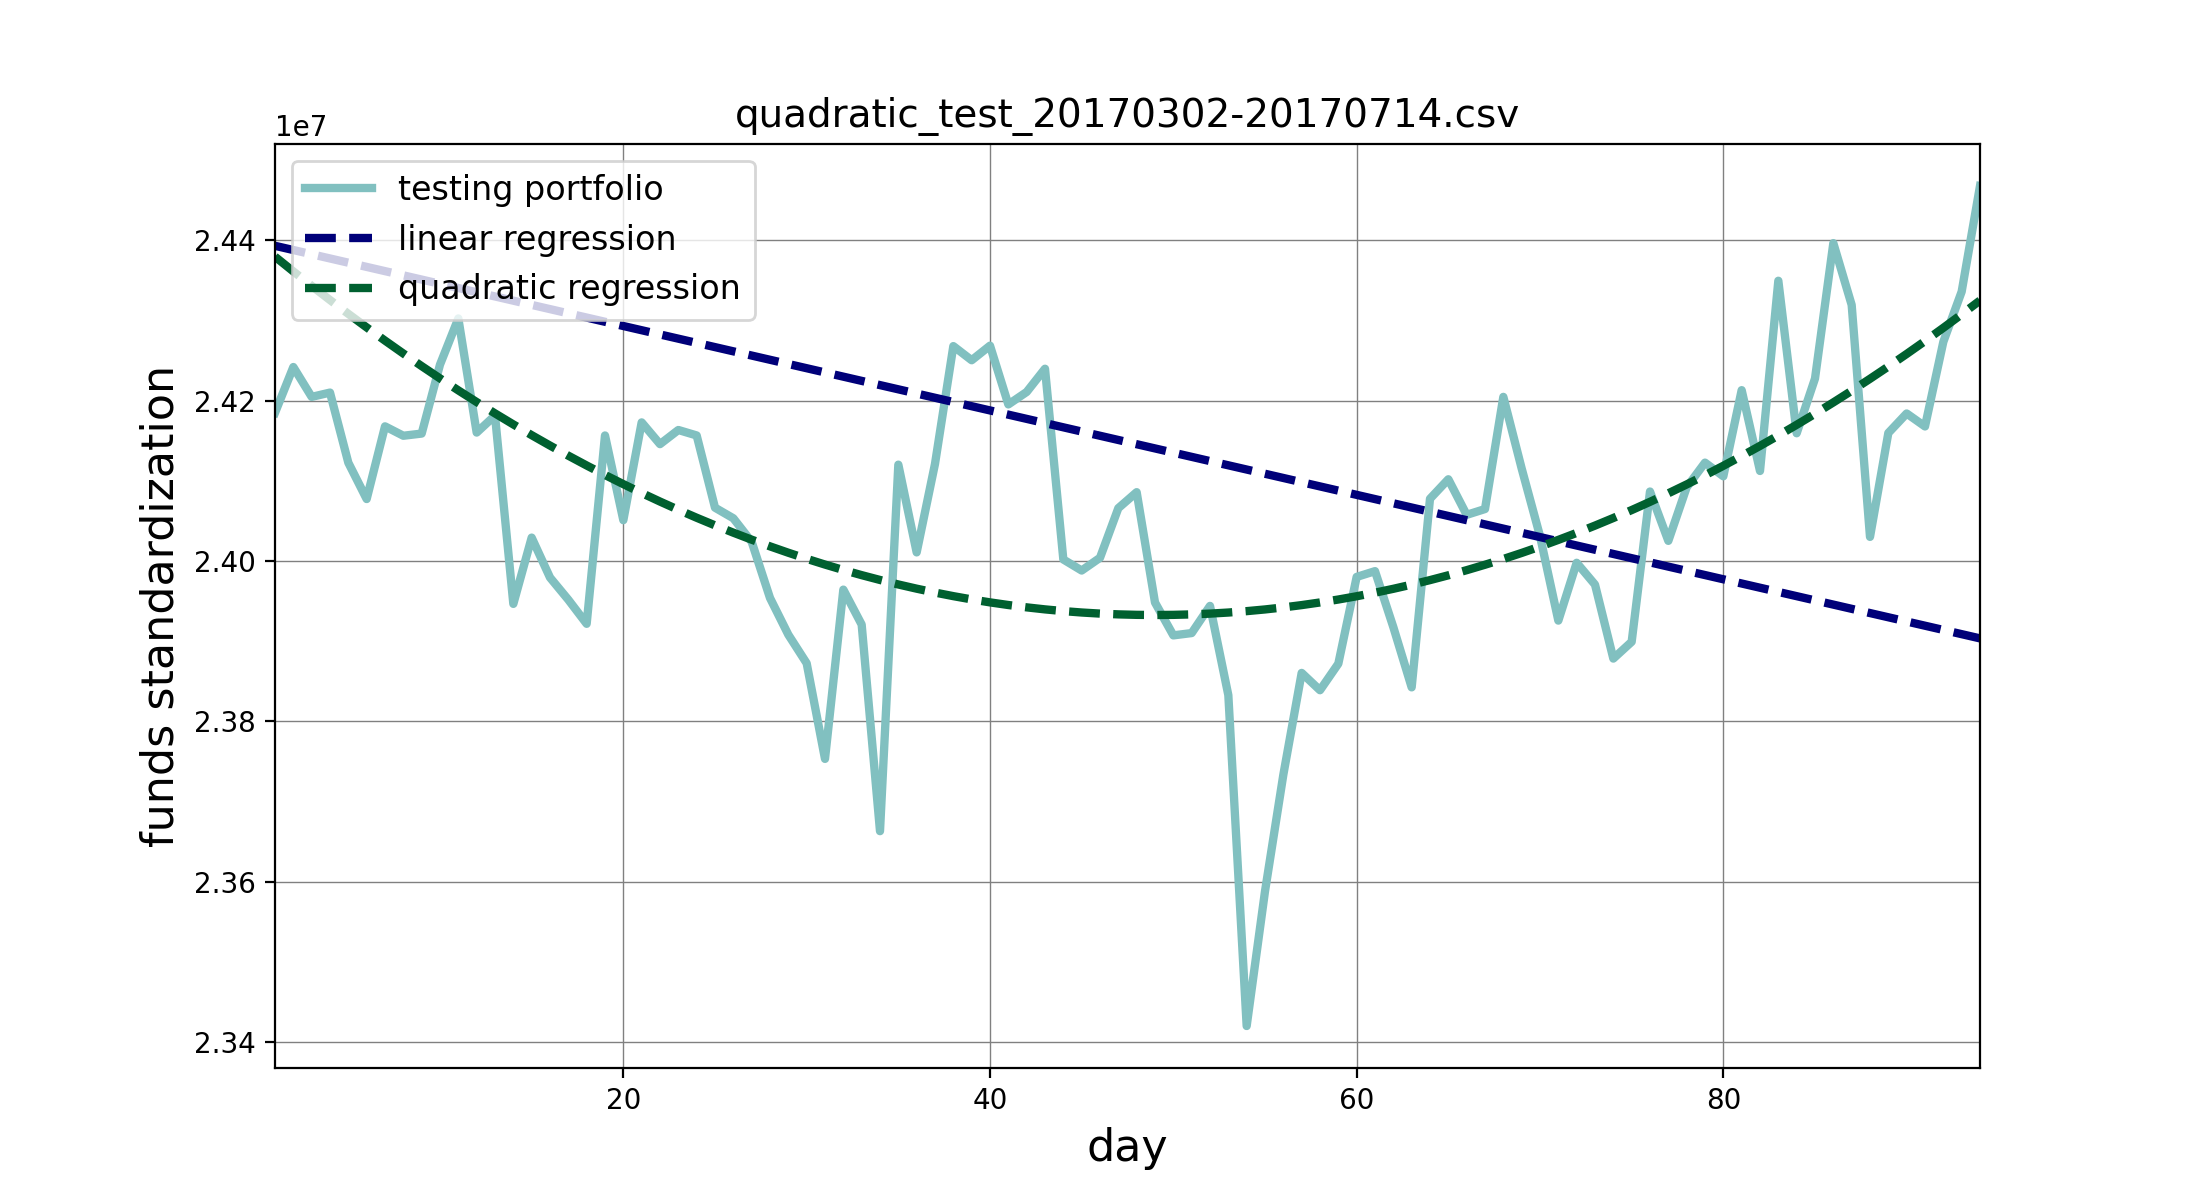 quadratic_test_20170302-20170714.csv
1e7
testing portfolio
linear regression
quadratic regression
2.44
2.42
2.40
2.38
2.36
2.34
funds standardization
20
40
60
80
day